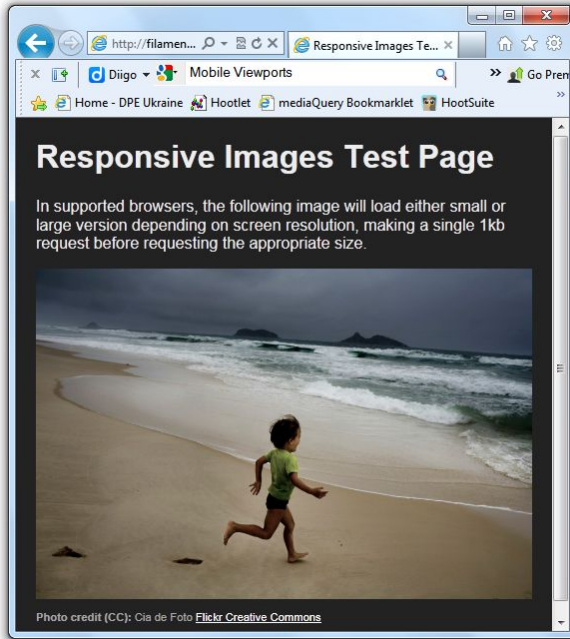 http://filamen...
Responsive Images Te...
Diigo
Mobile Viewports
Go Prem
Home - DPE Ukraine
Hootlet
mediaQuery Bookmarklet
HootSuite
Responsive Images Test Page
In supported browsers, the following image will load either small or
large version depending on screen resolution, making a single 1kb
request before requesting the appropriate size.
Photo credit (CC): Cia de Foto Flickr Creative Commons